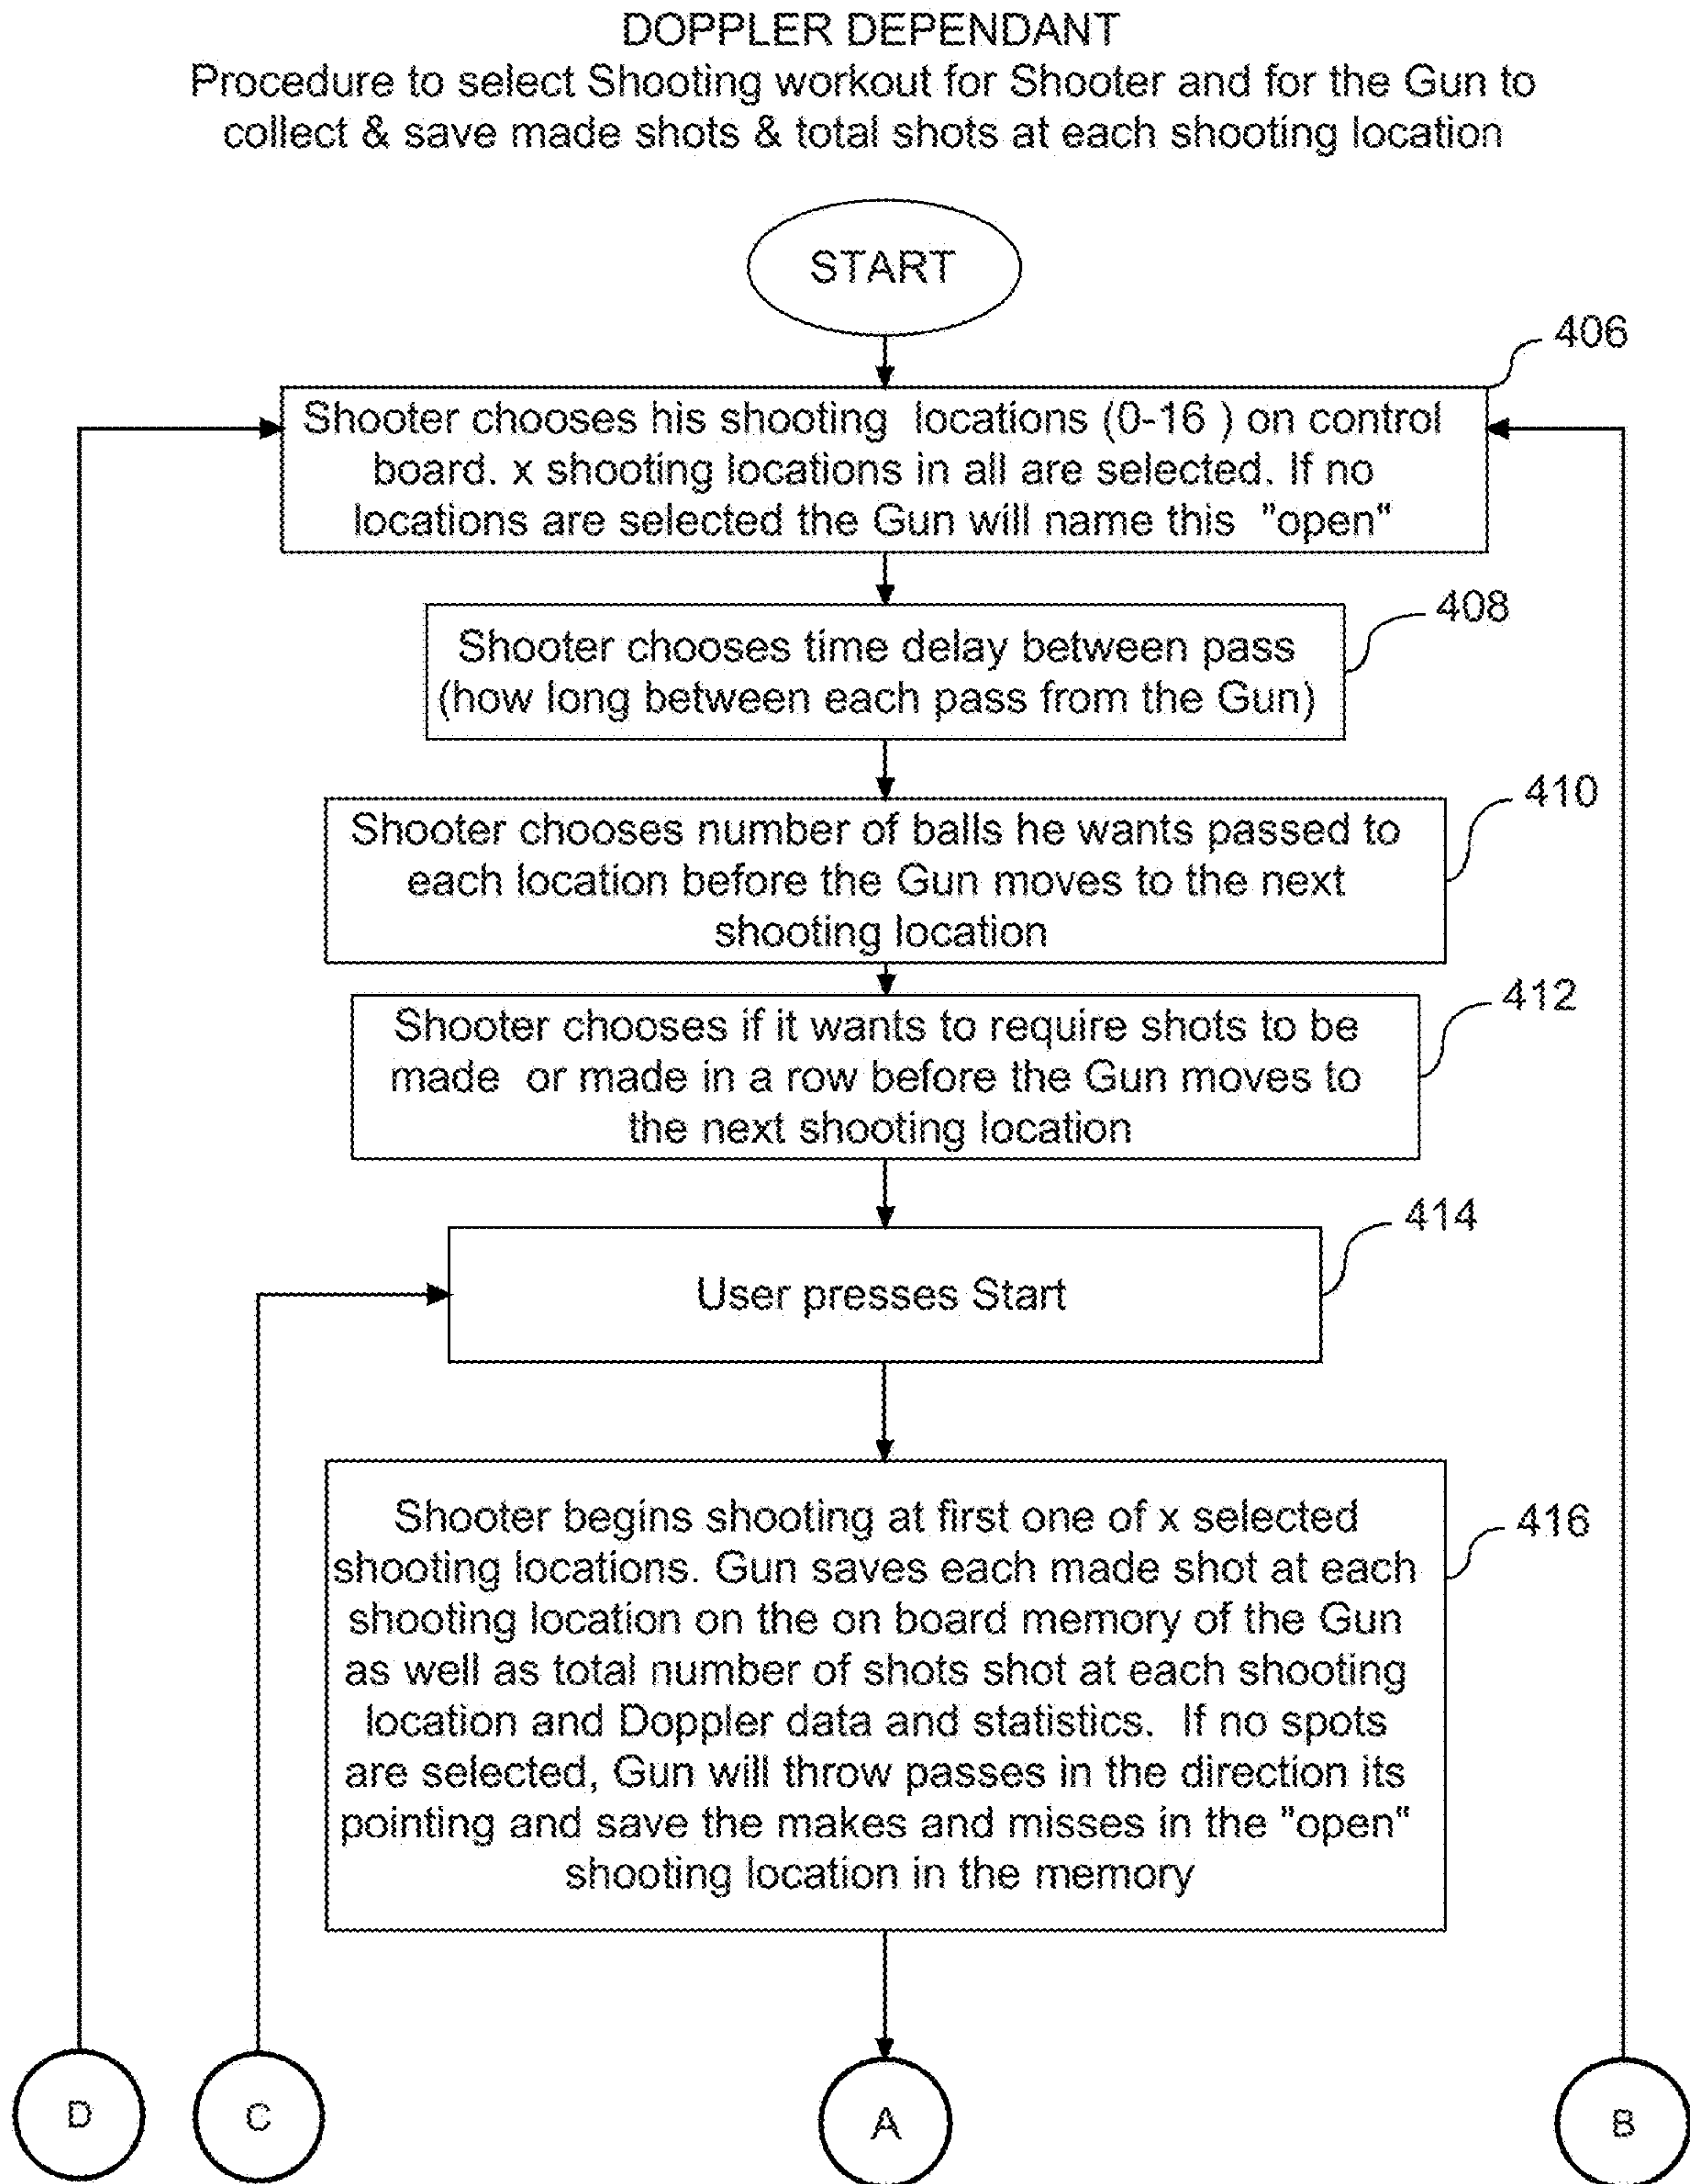 DOPPLER DEPENDANT
Procedure to select Shooting workout for Shooter and for the Gun to
collect & save made shots & total shots at each shooting location
START
406
Shooter chooses his shooting locations (0-16 ) on control
board. x shooting locations in all are selected. If no
locations are selected the Gun will name this "open"
408
Shooter chooses time delay between pass
(how long between each pass from the Gun)
410
Shooter chooses number of balls he wants passed to
each location before the Gun moves to the next
shooting location
412
Shooter chooses if it wants to require shots to be
made or made in a row before the Gun moves to
the next shooting location
414
User presses Start
416
Shooter begins shooting at first one of x selected
shooting locations. Gun saves each made shot at each
shooting location on the on board memory of the Gun
as well as total number of shots shot at each shooting
location and Doppler data and statistics. If no spots
are selected, Gun will throw passes in the direction its
pointing and save the makes and misses in the "open"
shooting location in the memory
D
C
A
B